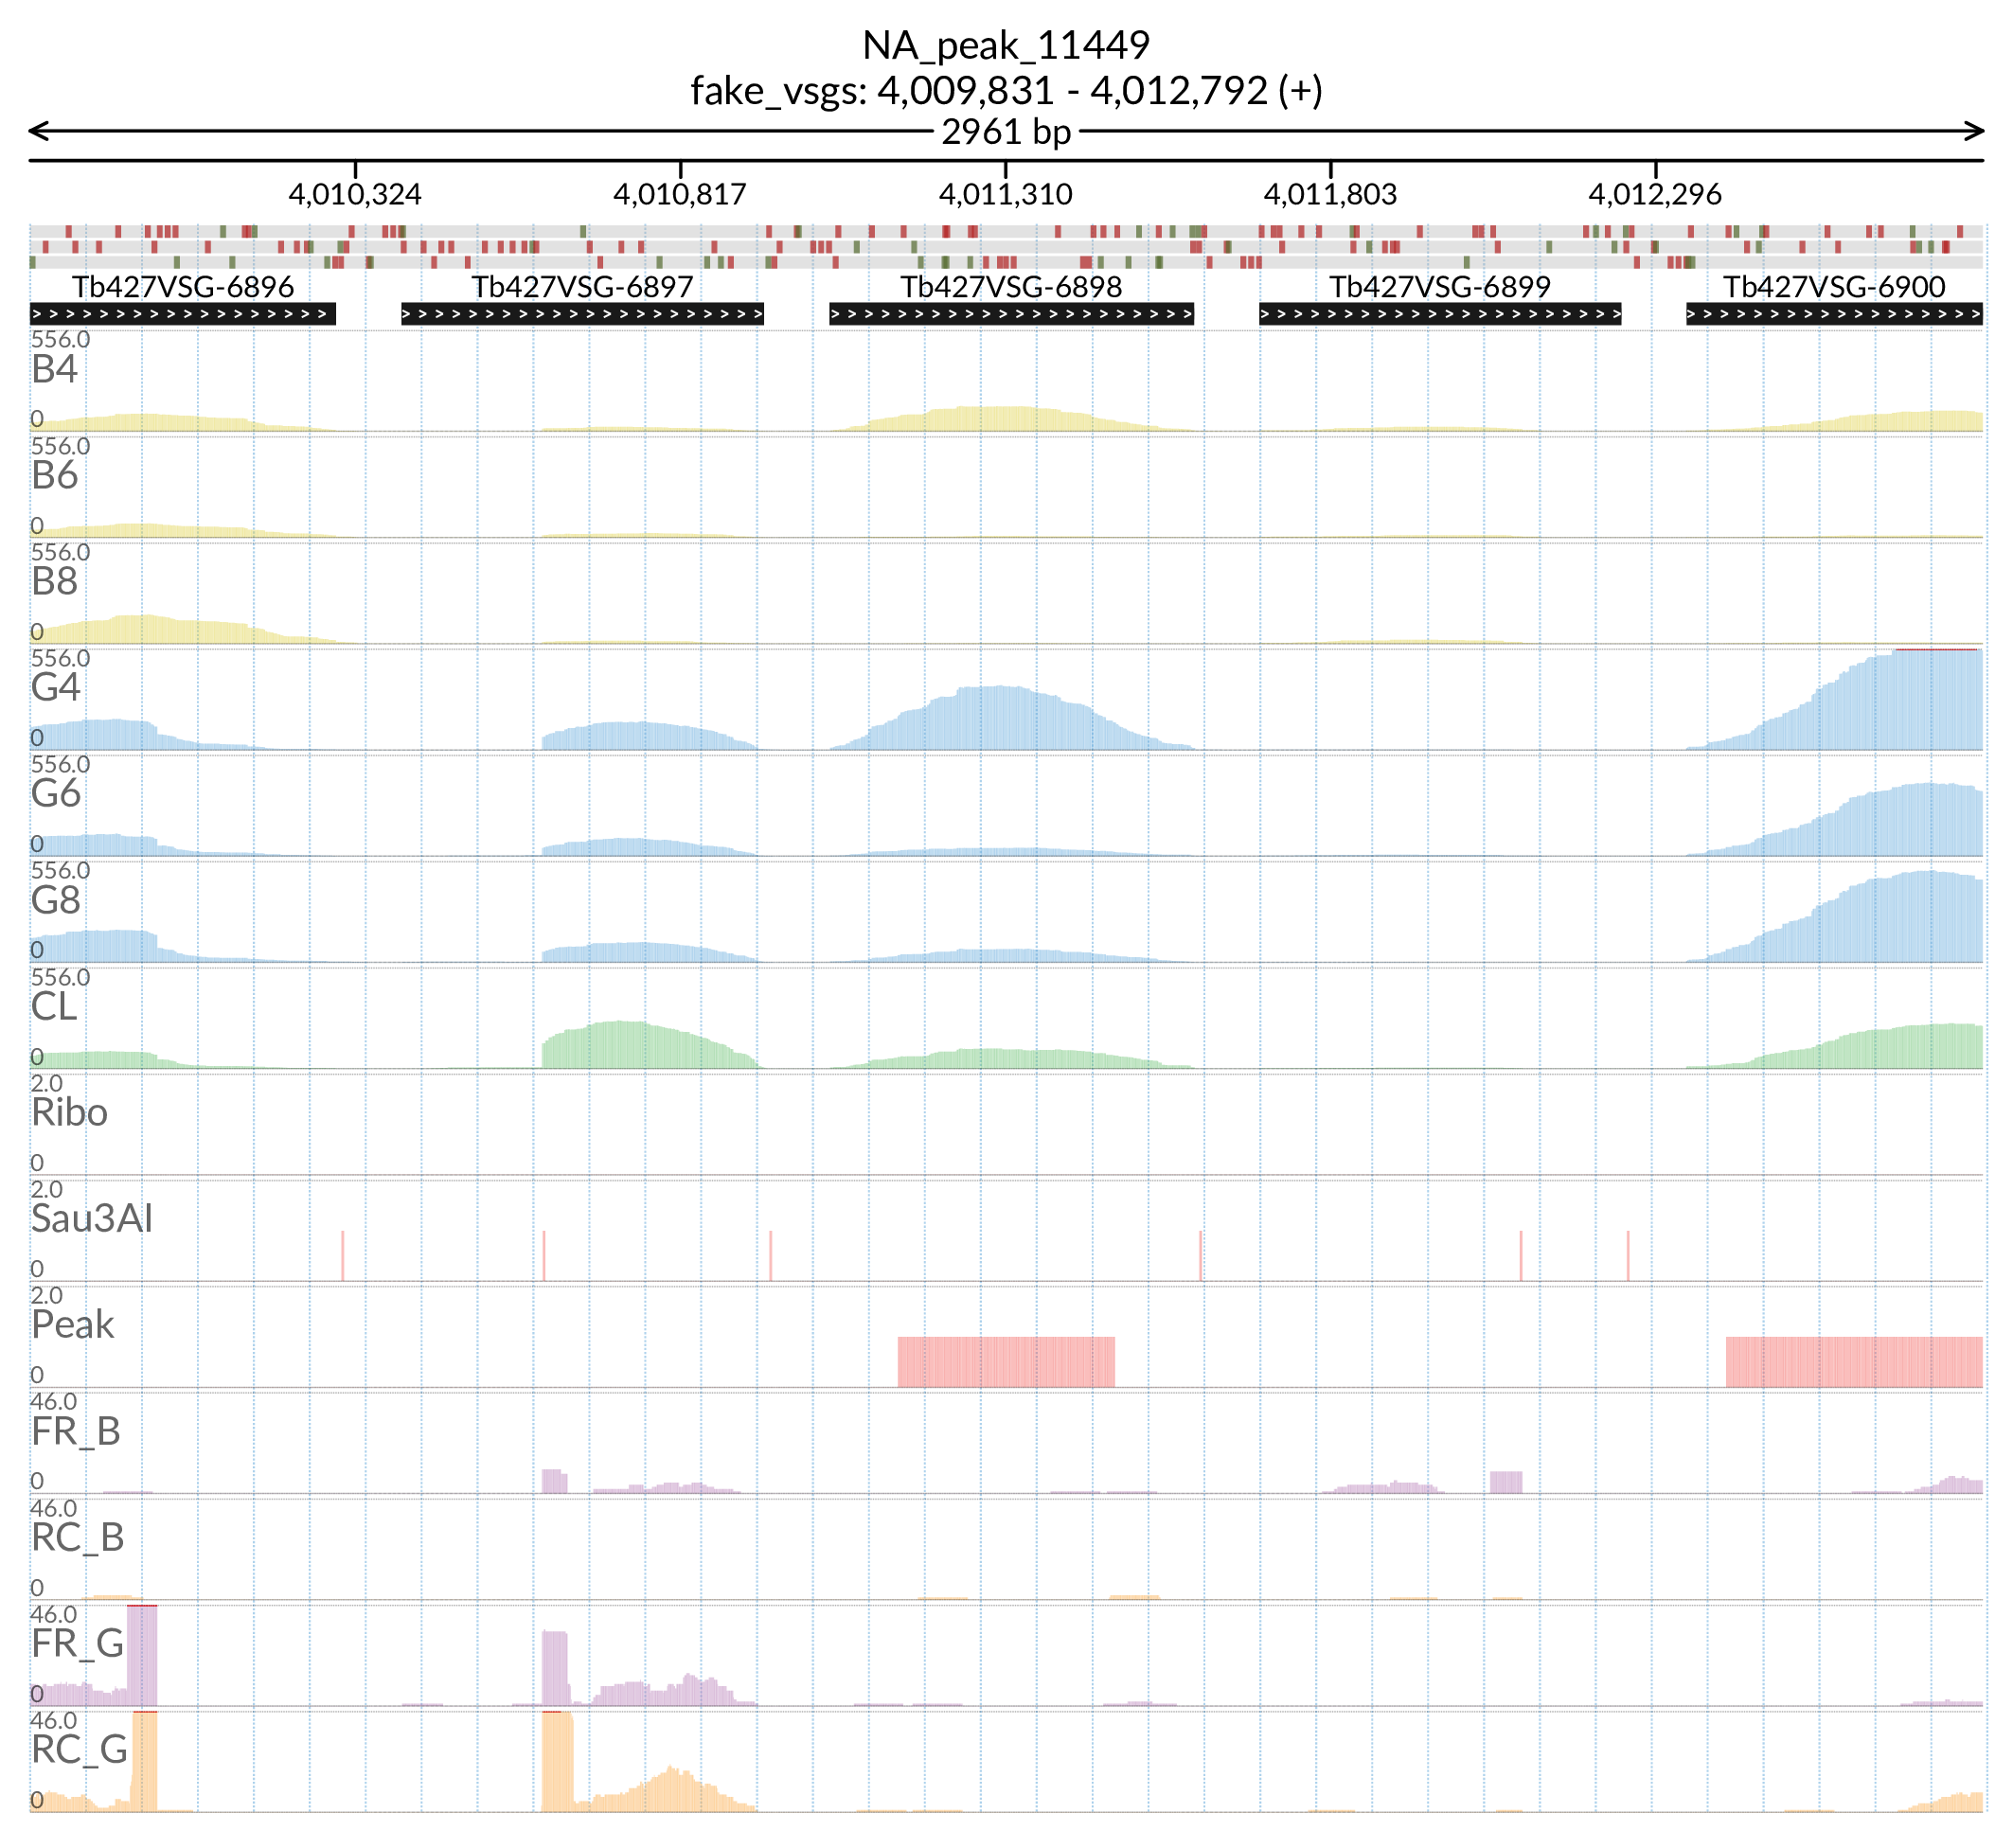 NA_peak_11449
fake_vsgs: 4,009,831 - 4,012,792 (+)
2961 bp
4,010,324 4,010,817 4,011,310 4,011,803 4,012,296
Tb427VSG-6896 Tb427VSG-6897 Tb427VSG-6898 Tb427VSG-6899 Tb427VSG-6900
556.0
B4
0
556.0
B6
0
556.0
B8
0
556.0
G4
0
556.0
G6
0
556.0
G8
0
556.0
CL
0
2.0
Ribo
0
2.0
Sau3AI
0
2.0
Peak
0
46.0
FR_B
0
46.0
RC_B
0
46.0
FR_G
0
46.0
RC_G
0